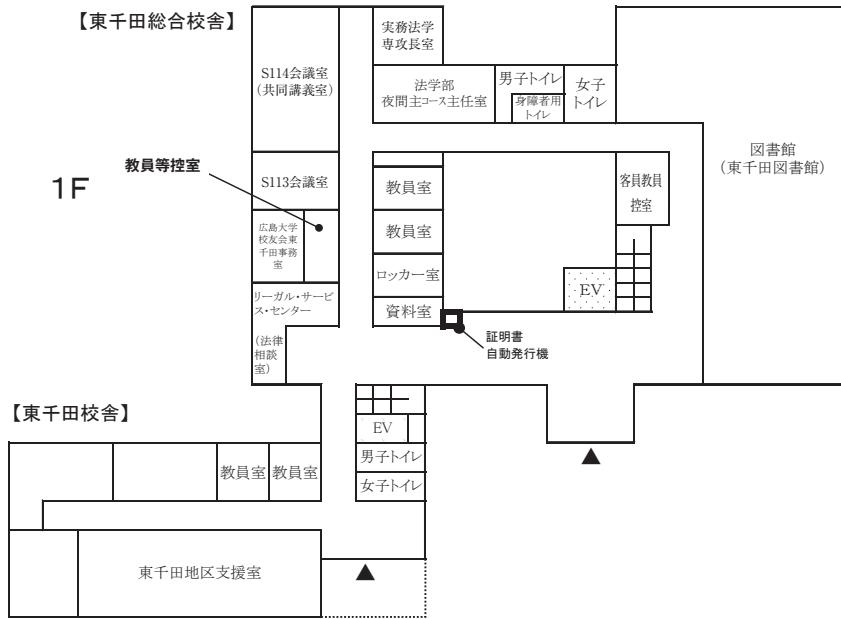 【東千田総合校舎】
1F
実務法学
専攻長室
S114会議室
(共同講義室)
法学部
夜間主コース主任室
男子トイレ
身障者用
トイレ
女子
トイレ
図書館
(東千田図書館)
教員等控室
S113会議室
教員室
客員教員
控室
広島大学
校友会東
千田事務
室
教員室
ロッカー室
EV
リーガル・サービ
ス・センター
資料室
(法律
相談
室)
証明書
自動発行機
【東千田校舎】
EV
男子トイレ
教員室
教員室
女子トイレ
東千田地区支援室